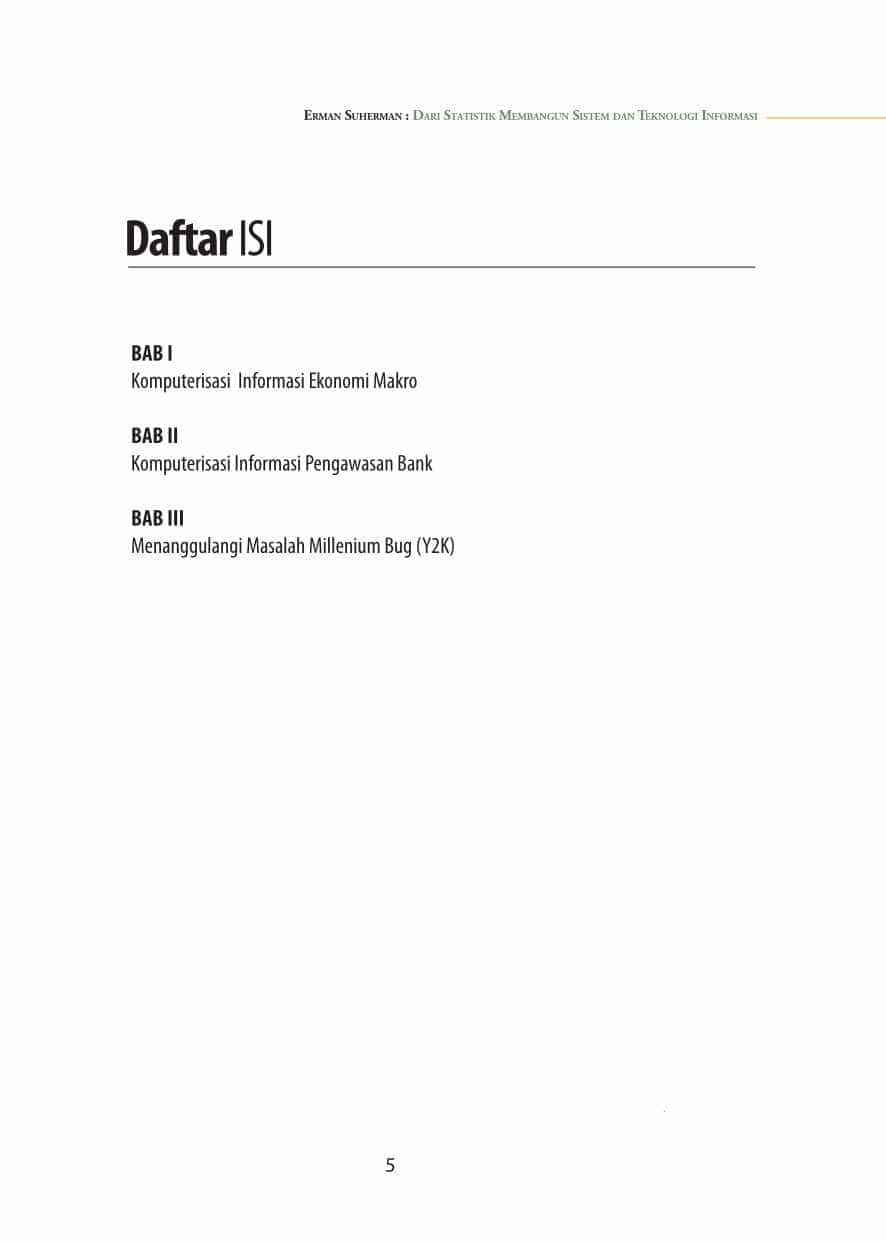 Erman Suherman : Dari Statistik Membangun Sistem dan Teknologi Informasi
Daftar ISI
BAB I
Komputerisasi Informasi Ekonomi Makro
BAB II
Komputerisasi Informasi Pengawasan Bank
BAB III
Menanggulangi Masalah Millenium Bug (Y2K)
5